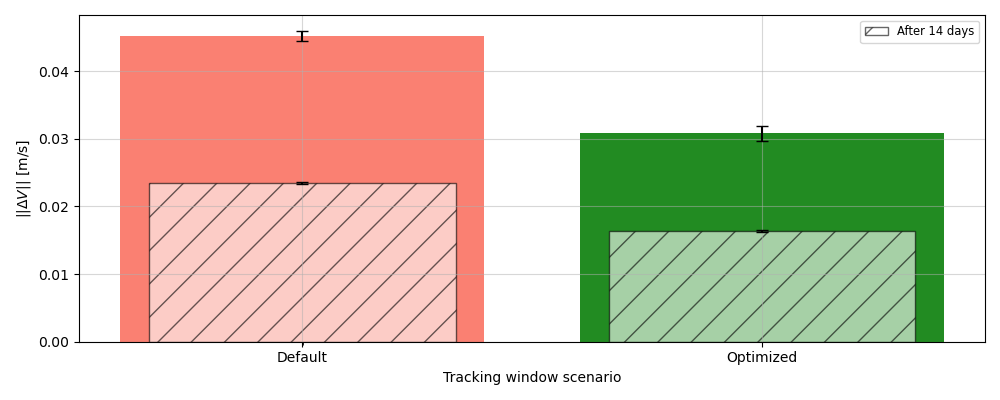 After 14 days
||ΔV|| [m/s]
0.04
0.03
0.02
0.01
0.00
Default
Optimized
Tracking window scenario